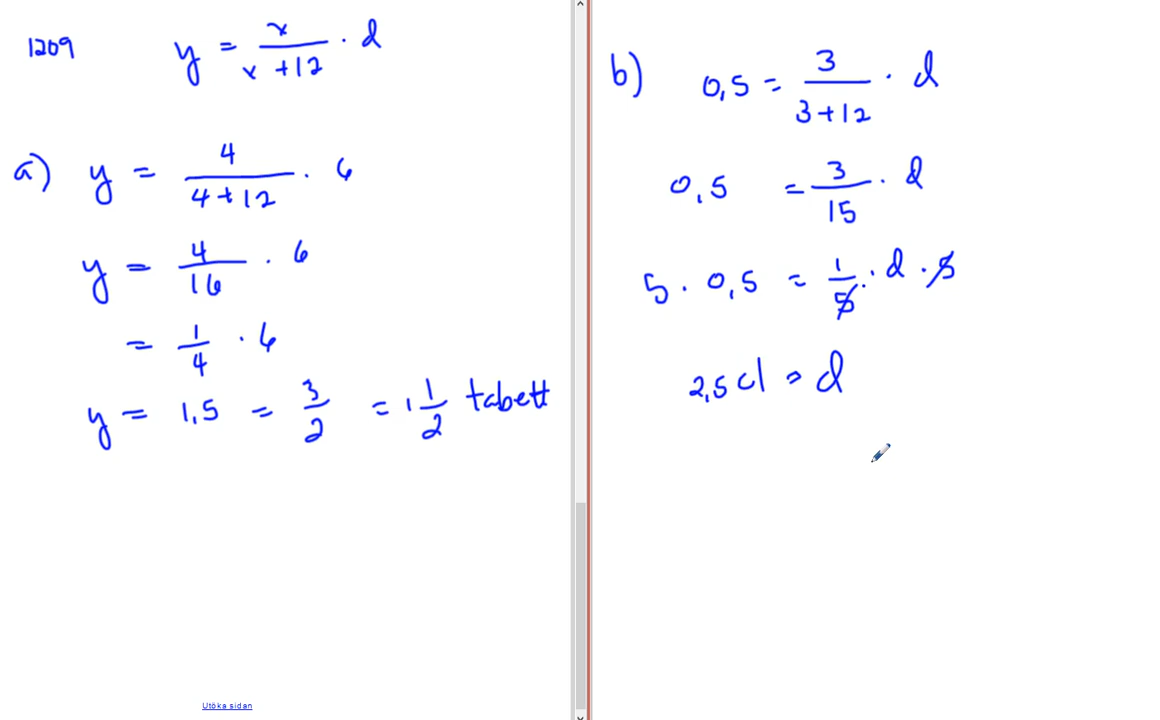 1209 y = x/(x+12) · d
a) y = 4/(4+12) · 6
y = 4/16 · 6
= 1/4 · 6
y = 1.5 = 3/2 = 1 1/2 tabett
Utöka sidan
b) 0,5 = 3/(3+12) · d
0,5 = 3/15 · d
5 · 0,5 = 1/5 · d · 5
2,5 cl = d